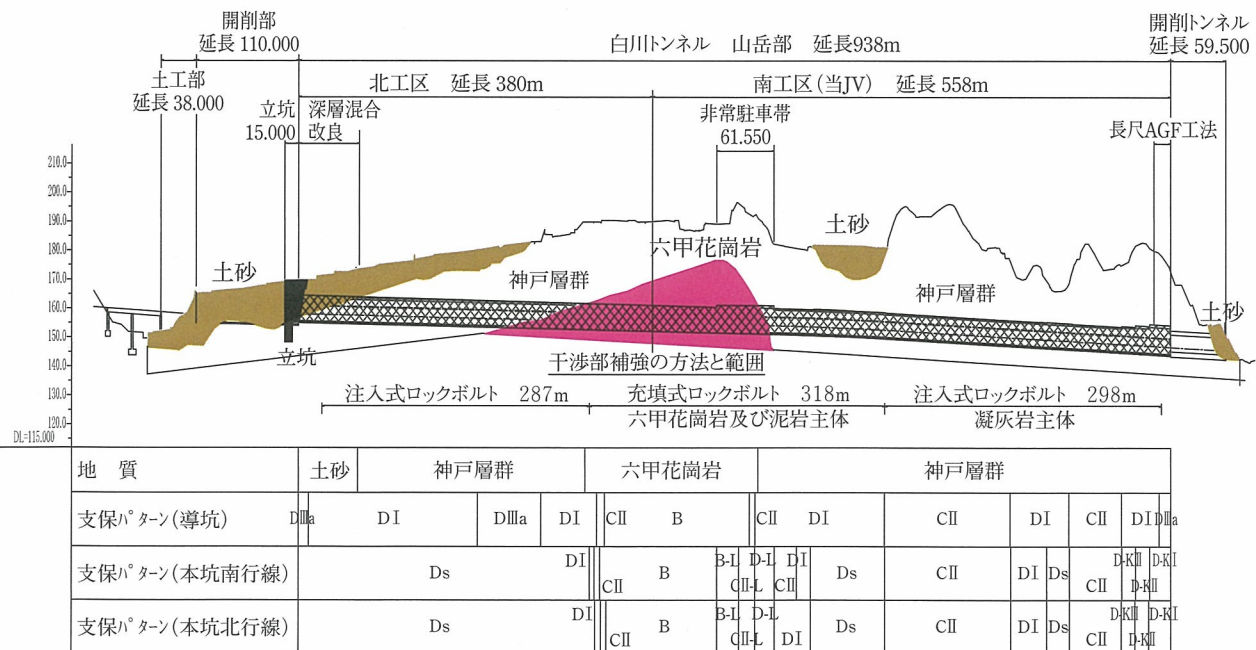 開削部
延長 110.000
白川トンネル 山岳部 延長938m
開削トンネル
延長 59.500
土工部
延長 38.000
北工区 延長 380m
南工区(当JV) 延長 558m
立坑
15.000
深層混合
改良
非常駐車帯
61.550
長尺AGF工法
210.0
200.0
190.0
180.0
170.0
160.0
150.0
140.0
130.0
120.0
DL=115.000
土砂
神戸層群
六甲花崗岩
土砂
神戸層群
土砂
立坑
干渉部補強の方法と範囲
注入式ロックボルト 287m
充填式ロックボルト 318m
注入式ロックボルト 298m
六甲花崗岩及び泥岩主体
凝灰岩主体
地 質 土砂 神戸層群 六甲花崗岩 神戸層群
支保パターン(導坑) DⅢa DⅠ DⅢa DⅠ CⅡ B CⅡ DⅠ CⅡ DⅠ CⅡ DⅠ DⅢa
支保パターン(本坑南行線) Ds DⅠ CⅡ B B-L CⅡ-L D-L CⅡ DⅠ Ds CⅡ DⅠ Ds CⅡ D-KⅡ D-KⅡ D-KⅠ
支保パターン(本坑北行線) Ds DⅠ CⅡ B B-L CⅡ-L D-L DⅠ Ds CⅡ DⅠ Ds CⅡ D-KⅡ D-KⅡ D-KⅠ